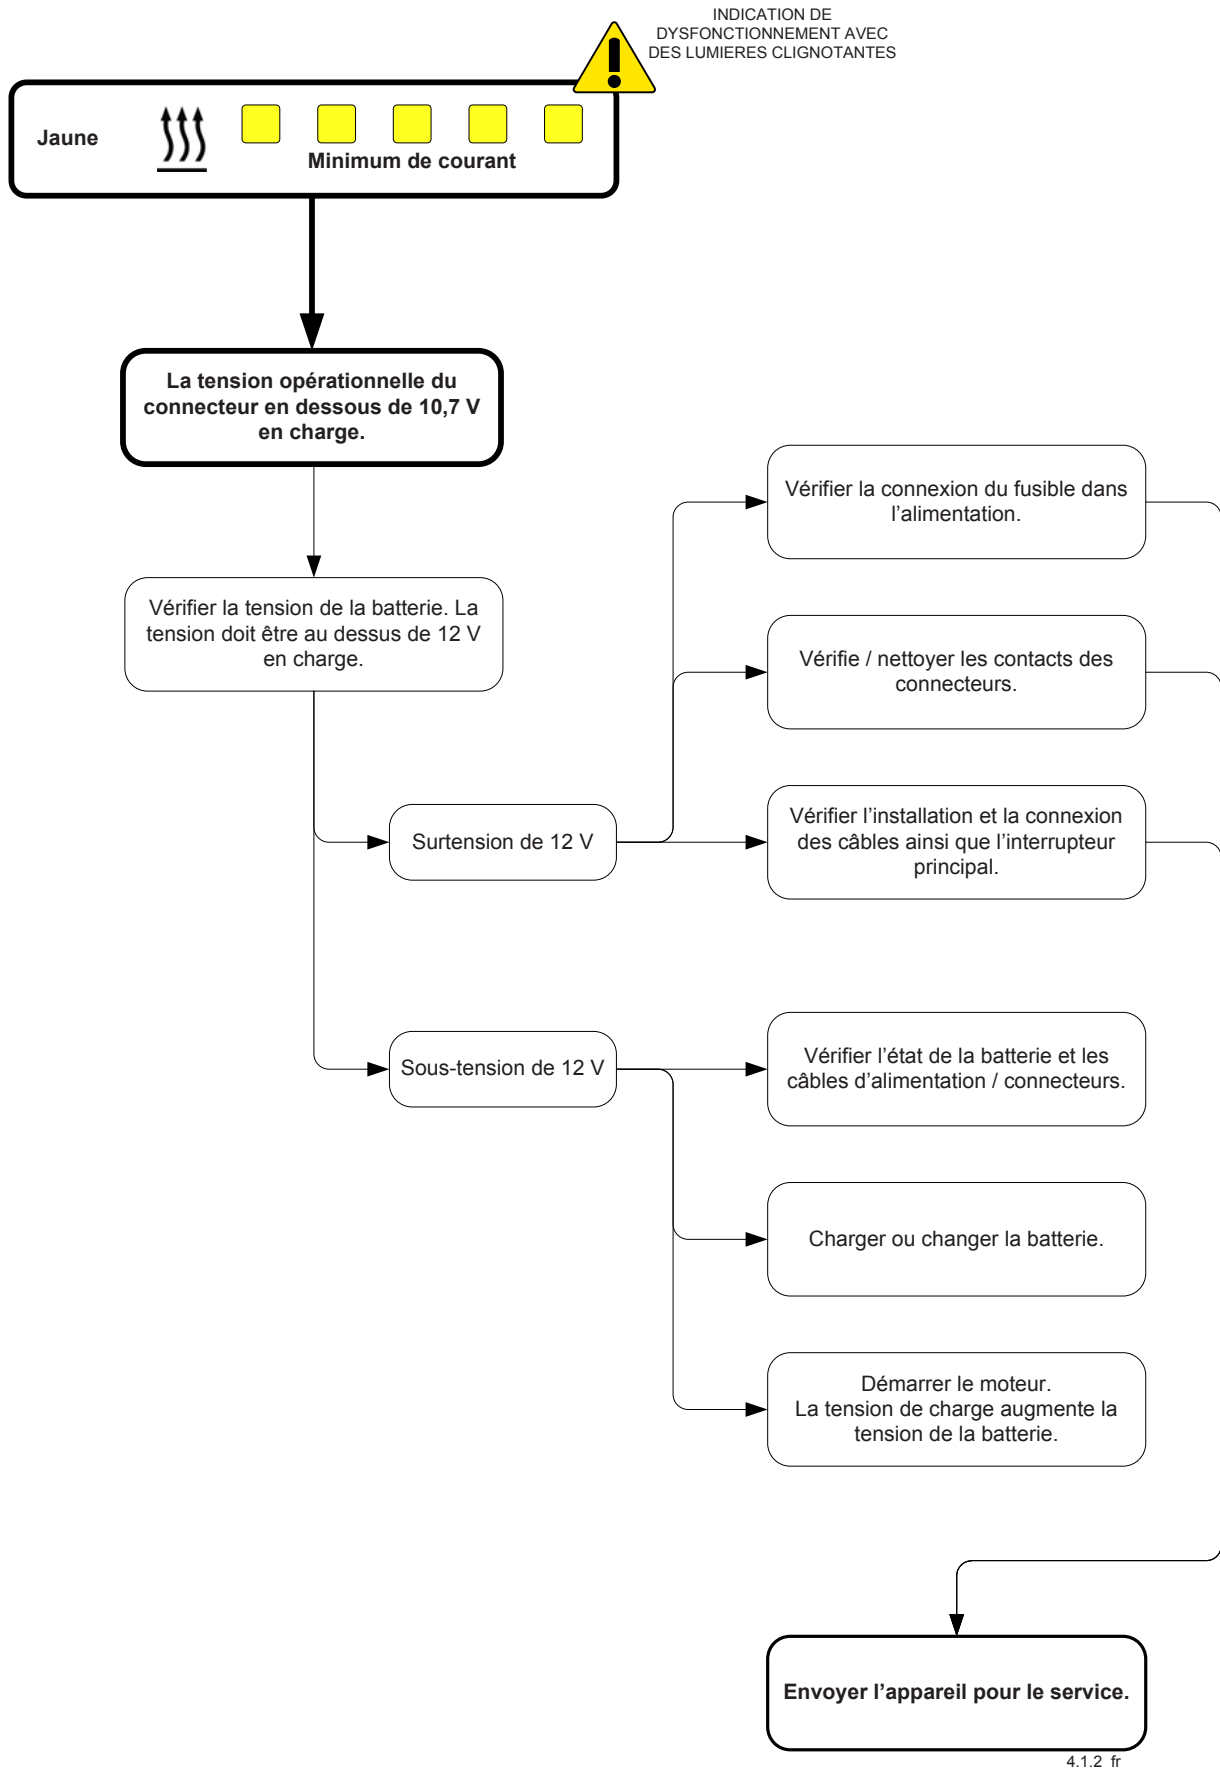 INDICATION DE
DYSFONCTIONNEMENT AVEC
DES LUMIERES CLIGNOTANTES
Jaune
Minimum de courant
La tension opérationnelle du
connecteur en dessous de 10,7 V
en charge.
Vérifier la connexion du fusible dans
l’alimentation.
Vérifier la tension de la batterie. La
tension doit être au dessus de 12 V
en charge.
Vérifie / nettoyer les contacts des
connecteurs.
Surtension de 12 V
Vérifier l’installation et la connexion
des câbles ainsi que l’interrupteur
principal.
Sous-tension de 12 V
Vérifier l’état de la batterie et les
câbles d’alimentation / connecteurs.
Charger ou changer la batterie.
Démarrer le moteur.
La tension de charge augmente la
tension de la batterie.
Envoyer l’appareil pour le service.
4.1.2_fr